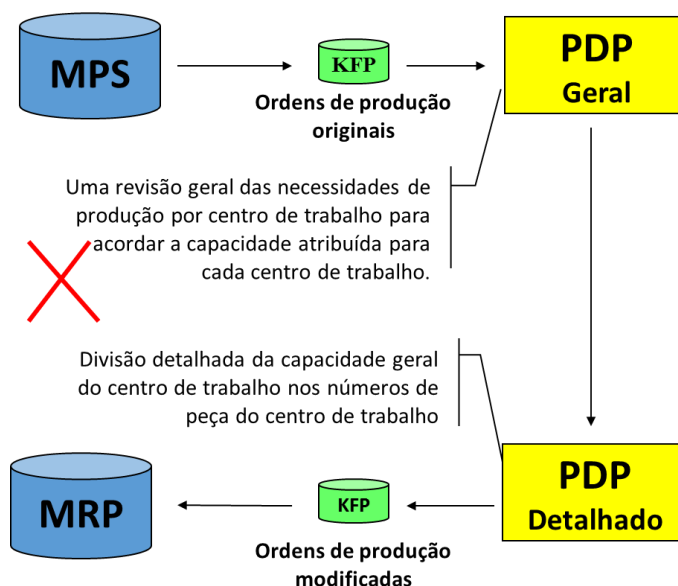 MPS
KFP
Ordens de produção
originais
PDP
Geral
Uma revisão geral das necessidades de
produção por centro de trabalho para
acordar a capacidade atribuída para
cada centro de trabalho.
Divisão detalhada da capacidade geral
do centro de trabalho nos números de
peça do centro de trabalho
MRP
KFP
Ordens de produção
modificadas
PDP
Detalhado